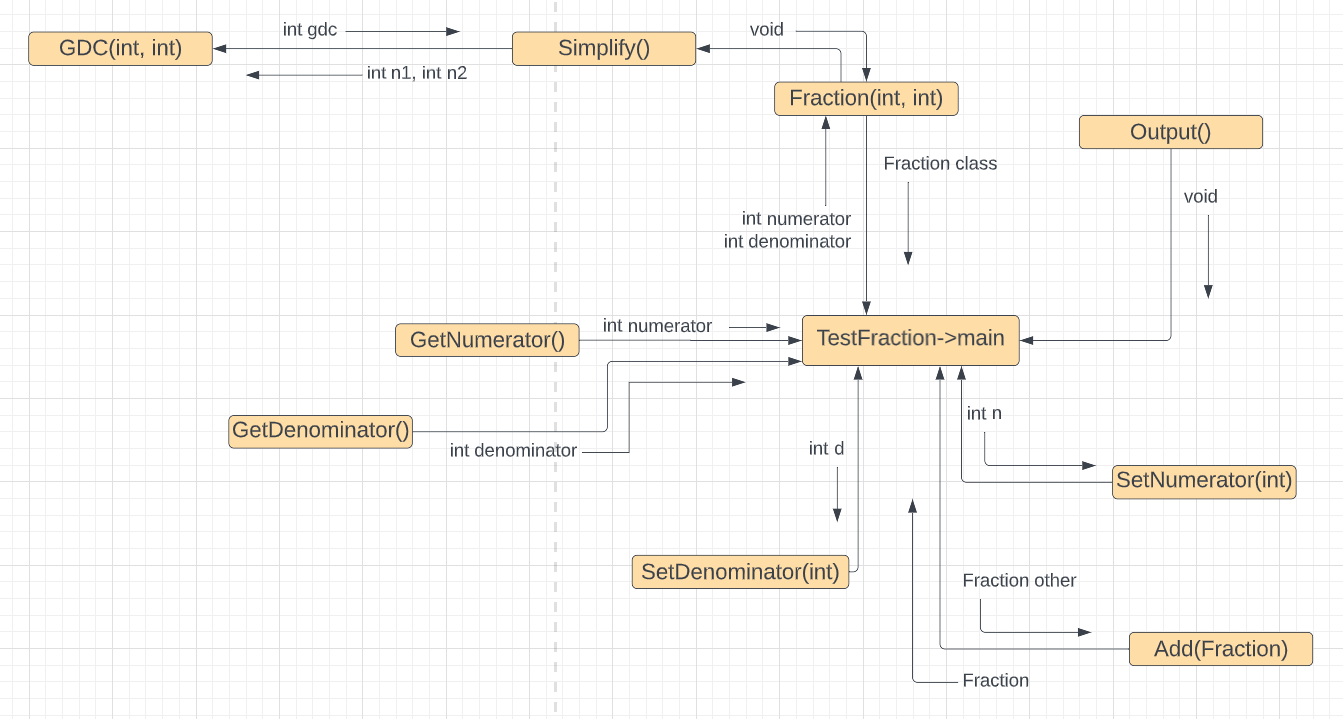 int gdc
void
GDC(int, int)
Simplify()
int n1, int n2
Fraction(int, int)
Output()
Fraction class
void
int numerator
int denominator
int numerator
GetNumerator()
TestFraction->main
int n
GetDenominator()
int denominator
int d
SetNumerator(int)
SetDenominator(int)
Fraction other
Add(Fraction)
Fraction